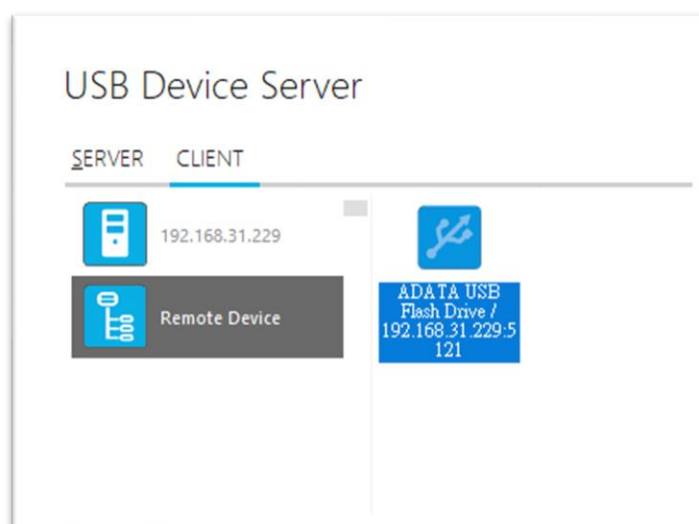 USB Device Server
SERVER CLIENT
192.168.31.229
Remote Device
ADATA USB
Flash Drive /
192.168.31.229:5
121